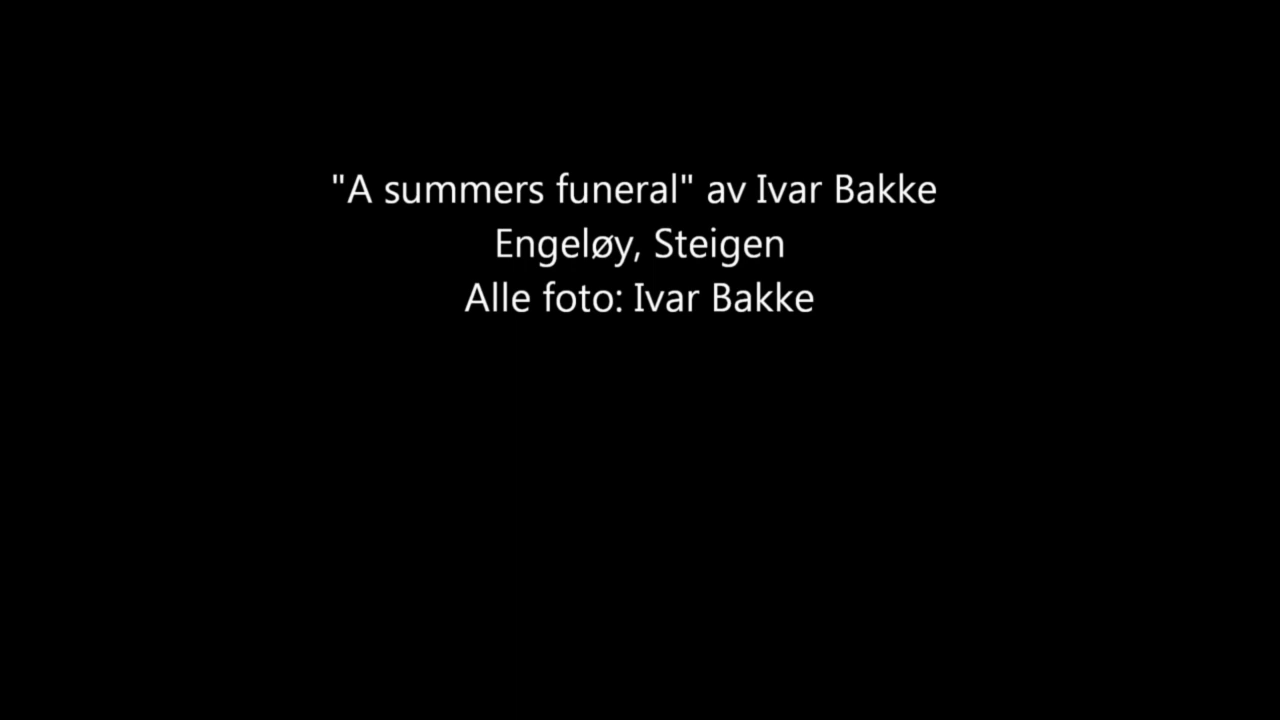 "A summers funeral" av Ivar Bakke
Engeløy, Steigen
Alle foto: Ivar Bakke